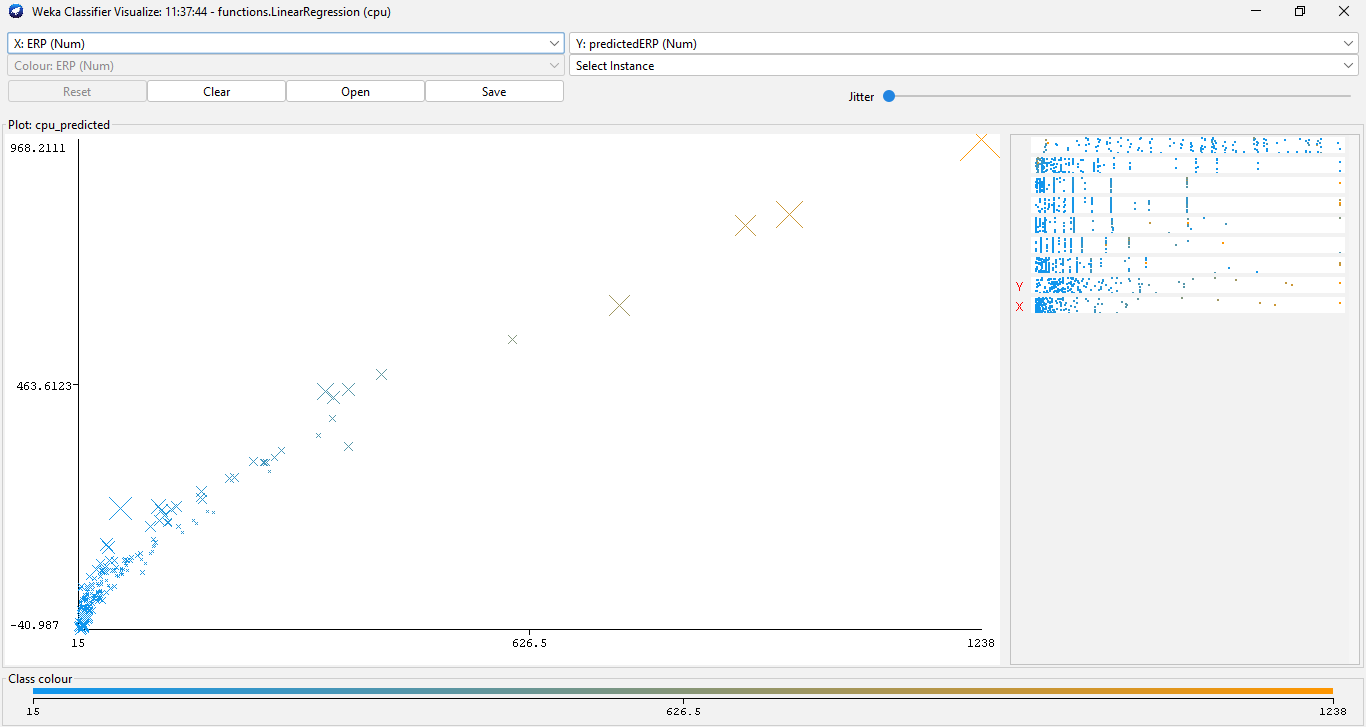 Weka Classifier Visualize: 11:37:44 - functions.LinearRegression (cpu)
X: ERP (Num)
Y: predictedERP (Num)
Colour: ERP (Num)
Select Instance
Reset
Clear
Open
Save
Jitter
Plot: cpu_predicted
968.2111
463.6123
-40.987
15
626.5
1238
Y
X
Class colour
15
626.5
1238